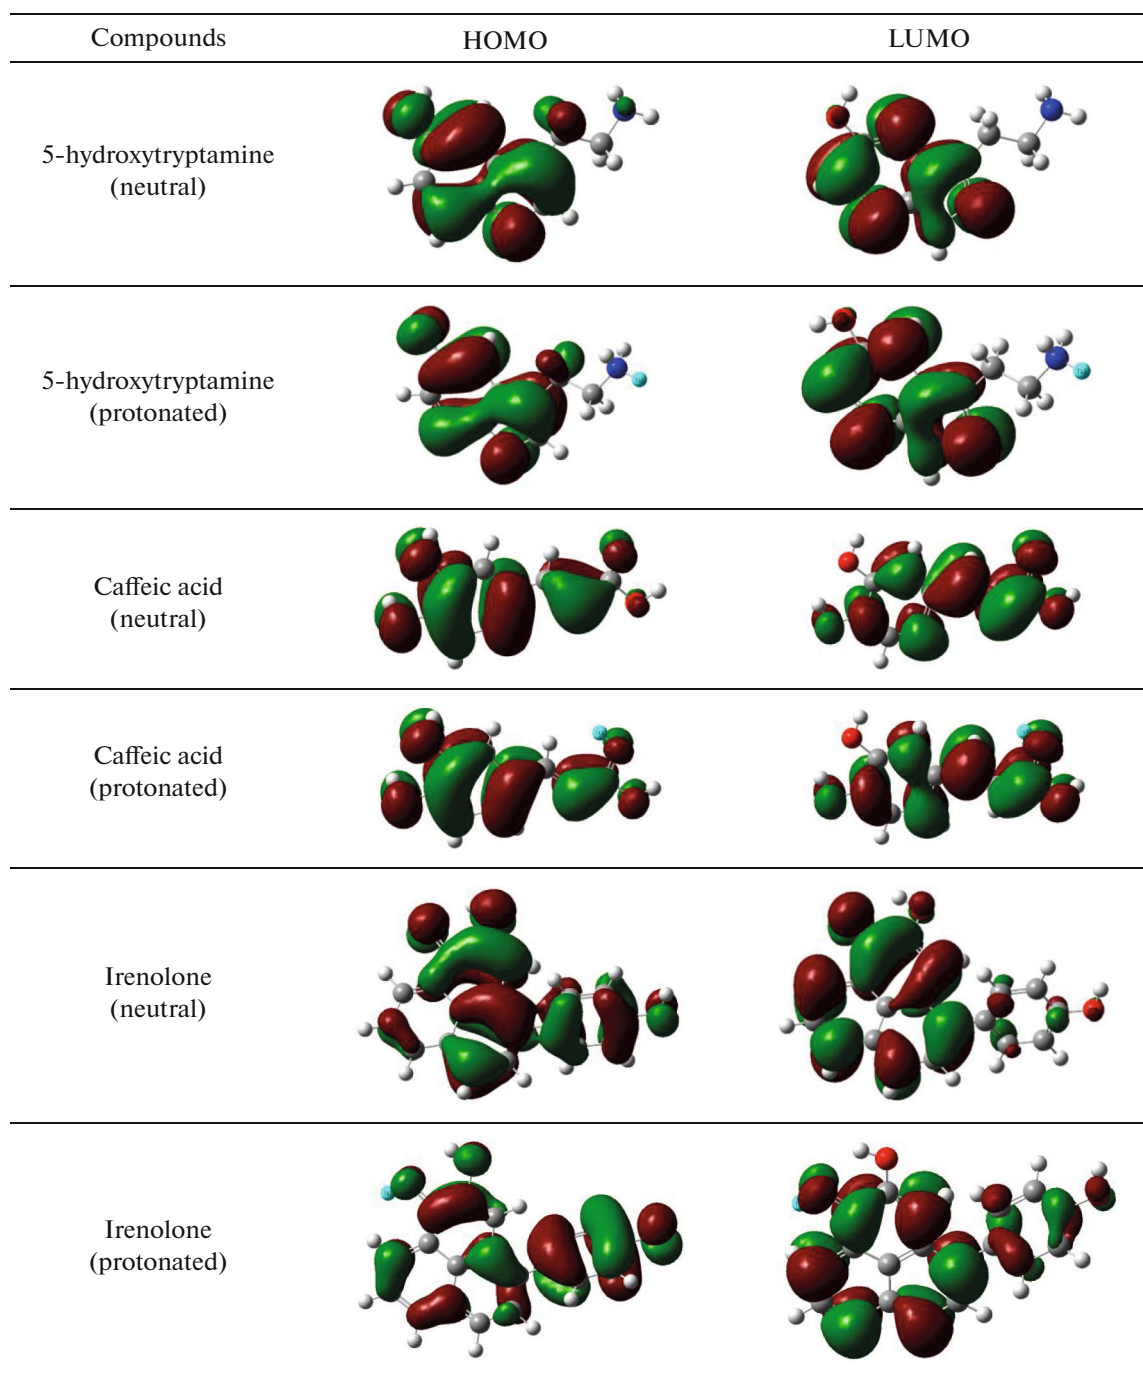 Compounds HOMO LUMO
5-hydroxytryptamine
(neutral)
5-hydroxytryptamine
(protonated)
Caffeic acid
(neutral)
Caffeic acid
(protonated)
Irenolone
(neutral)
Irenolone
(protonated)